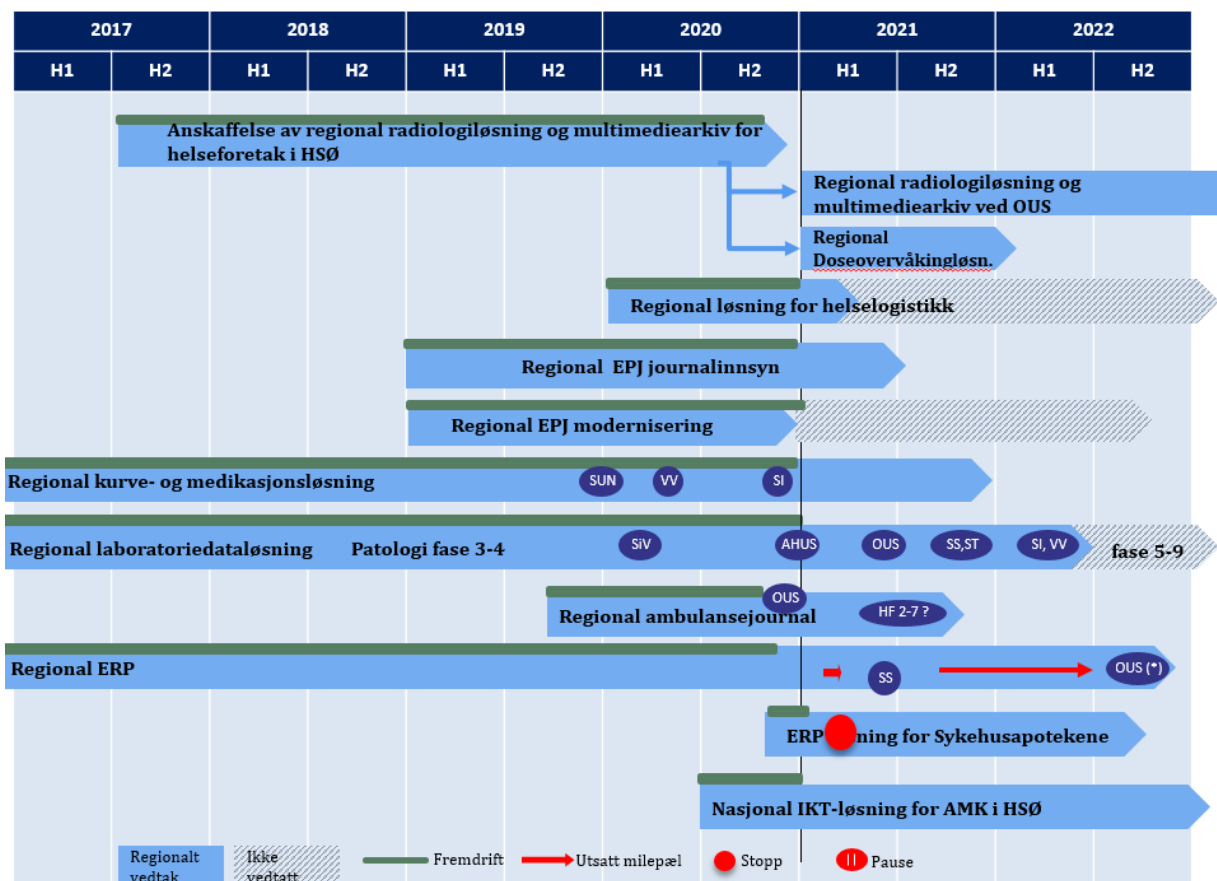 2017 2018 2019 2020 2021 2022
H1 H2 H1 H2 H1 H2 H1 H2 H1 H2 H1 H2
Anskaffelse av regional radiologiløsning og multimediearkiv for
helseforetak i HSØ
Regional radiologiløsning og
multimediearkiv ved OUS
Regional
Doseovervåkingløsn.
Regional løsning for helselogistikk
Regional EPJ journalinnsyn
Regional EPJ modernisering
Regional kurve- og medikasjonsløsning SUN VV SI
Regional laboratoriedataløsning Patologi fase 3-4 SiV AHUS OUS SS,ST SI, VV fase 5-9
OUS
Regional ambulansejournal HF 2-7 ?
Regional ERP SS OUS (*)
ERP ning for Sykehusapotekene
Nasjonal IKT-løsning for AMK i HSØ
Regionalt
vedtak
Ikke
vedtatt
Fremdrift Utsatt milepæl Stopp Pause